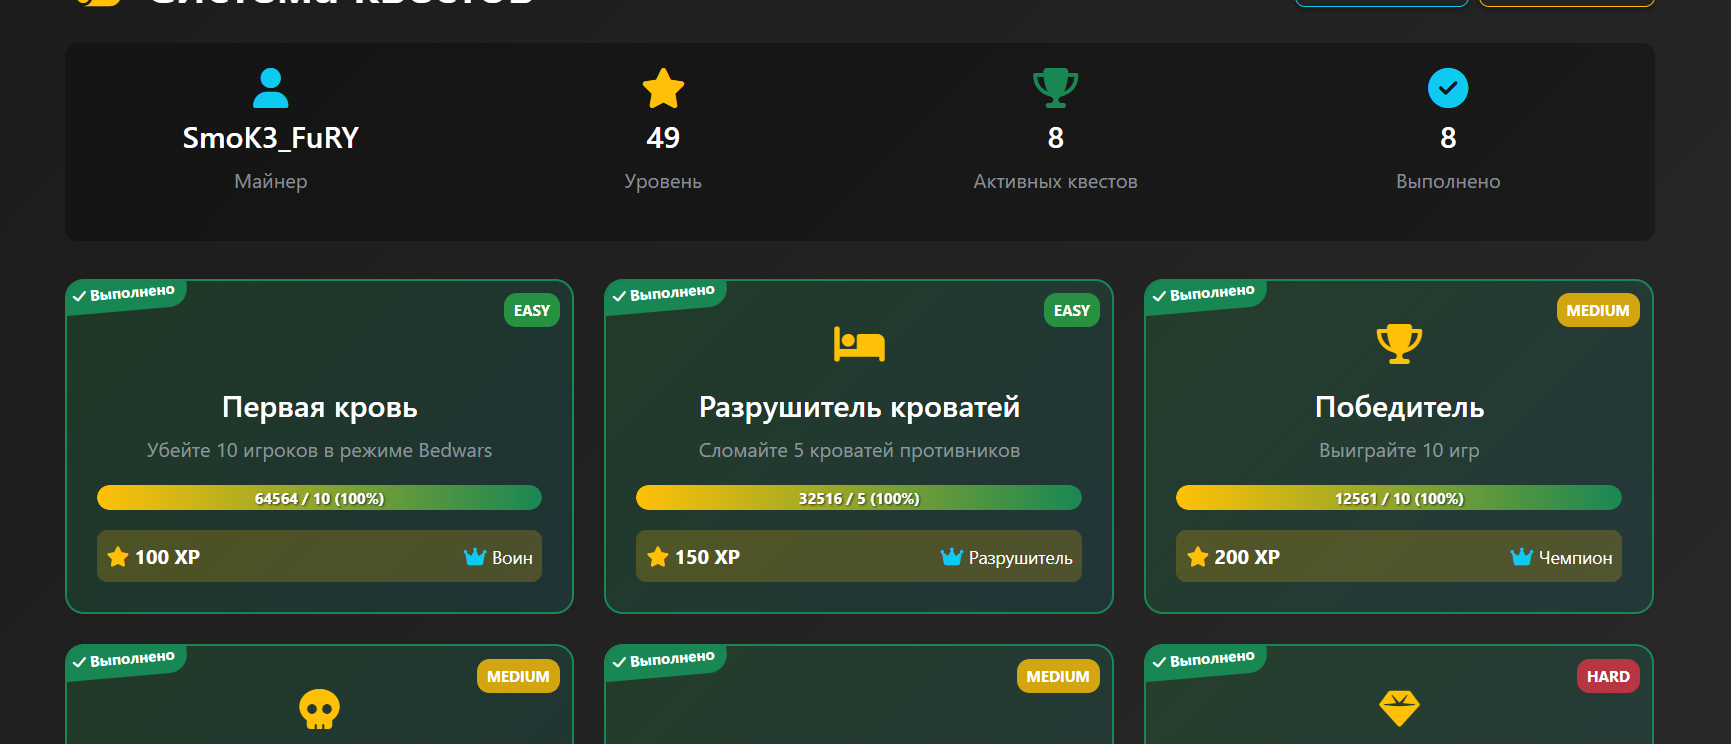 Система квестов
SmoK3_FuRY
Майнер
49
Уровень
8
Активных квестов
8
Выполнено
Выполнено
EASY
Первая кровь
Убейте 10 игроков в режиме Bedwars
64564 / 10 (100%)
100 XP
Воин
Выполнено
EASY
Разрушитель кроватей
Сломайте 5 кроватей противников
32516 / 5 (100%)
150 XP
Разрушитель
Выполнено
MEDIUM
Победитель
Выиграйте 10 игр
12561 / 10 (100%)
200 XP
Чемпион
Выполнено
MEDIUM
Выполнено
MEDIUM
Выполнено
HARD